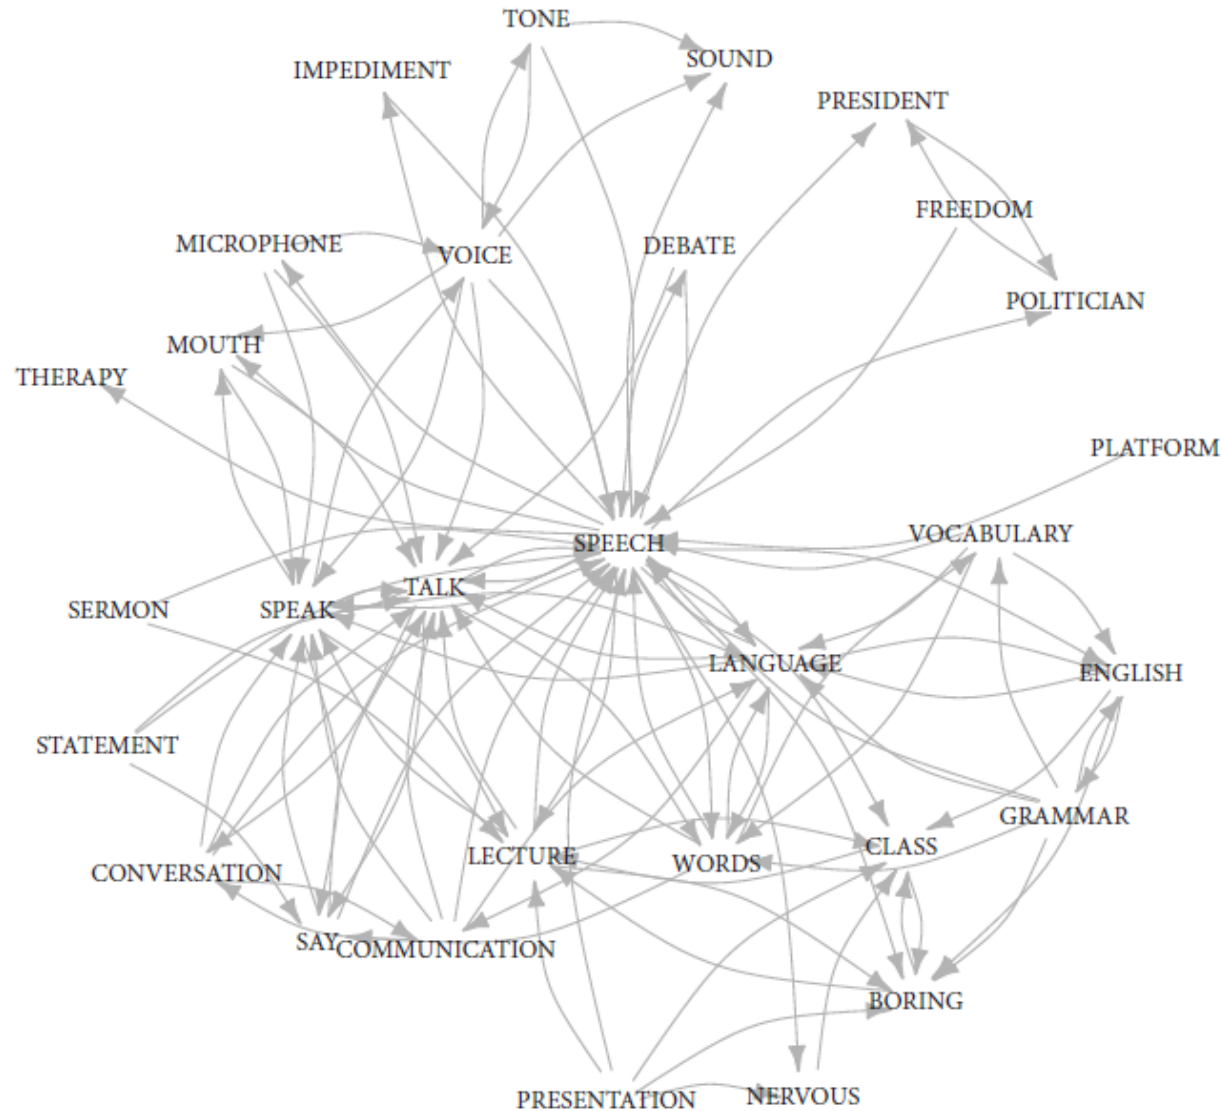 TONE
SOUND
IMPEDIMENT
PRESIDENT
FREEDOM
MICROPHONE
VOICE
DEBATE
POLITICIAN
MOUTH
THERAPY
PLATFORM
SPEECH
VOCABULARY
TALK
SERMON
SPEAK
LANGUAGE
ENGLISH
STATEMENT
GRAMMAR
CLASS
LECTURE
WORDS
CONVERSATION
SAY
COMMUNICATION
BORING
PRESENTATION
NERVOUS